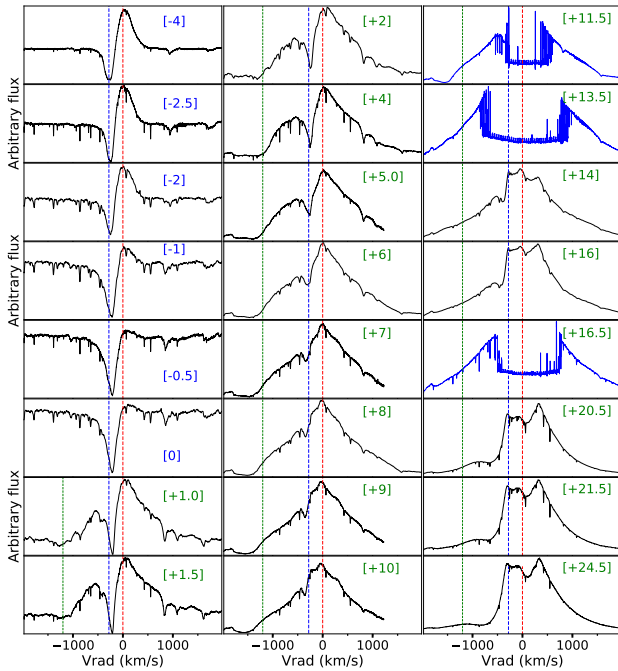 [-4] [+2] [+11.5]
Arbitrary flux
[-2.5] [+4] [+13.5]
[-2] [+5.0] [+14]
[-1] [+6] [+16]
Arbitrary flux
[-0.5] [+7] [+16.5]
[0] [+8] [+20.5]
Arbitrary flux
[+1.0] [+9] [+21.5]
[+1.5] [+10] [+24.5]
−1000 0 1000 −1000 0 1000 −1000 0 1000
Vrad (km/s) Vrad (km/s) Vrad (km/s)